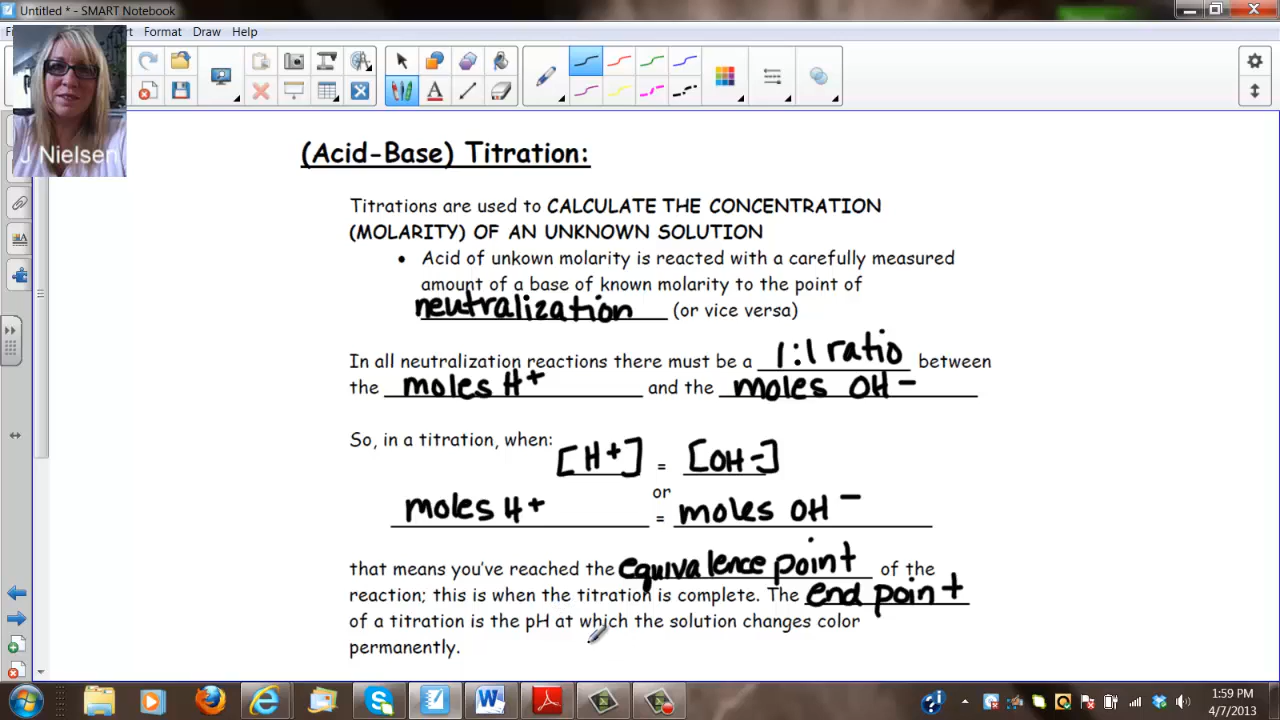 Untitled * - SMART Notebook
Format Draw Help
J Nielsen
(Acid-Base) Titration:
Titrations are used to CALCULATE THE CONCENTRATION
(MOLARITY) OF AN UNKNOWN SOLUTION
• Acid of unkown molarity is reacted with a carefully measured
amount of a base of known molarity to the point of
neutralization (or vice versa)
In all neutralization reactions there must be a 1:1 ratio between
the moles H+ and the moles OH-
So, in a titration, when:
[H+] = [OH-]
or
moles H+ = moles OH-
that means you've reached the equivalence point of the
reaction; this is when the titration is complete. The end point
of a titration is the pH at which the solution changes color
permanently.
1:59 PM
4/7/2013